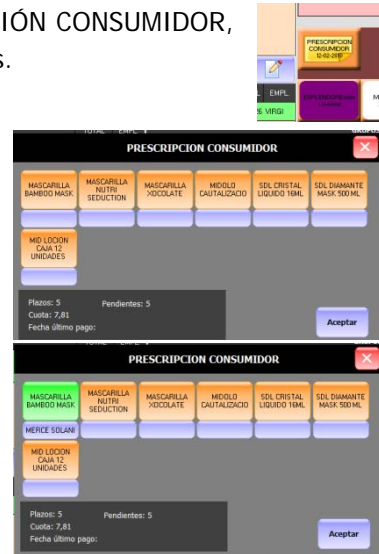 IÓN CONSUMIDOR,
s.
PRESCRIPCION
CONSUMIDOR
12-02-2010
EMPL.
VIRGI
PRESCRIPCION CONSUMIDOR
X
MASCARILLA BAMBOO MASK
MASCARILLA NUTRI SEDUCTION
MASCARILLA XOCOLATE
MIDOLO CAUTALIZACIO
SDL CRISTAL LIQUIDO 16ML
SDL DIAMANTE MASK 500 ML
MID LOCION CAJA 12 UNIDADES
Plazos: 5 Pendientes: 5
Cuota: 7,81
Fecha último pago:
Aceptar
PRESCRIPCION CONSUMIDOR
X
MASCARILLA BAMBOO MASK
MASCARILLA NUTRI SEDUCTION
MASCARILLA XOCOLATE
MIDOLO CAUTALIZACIO
SDL CRISTAL LIQUIDO 16ML
SDL DIAMANTE MASK 500 ML
MERCE SOLANI
MID LOCION CAJA 12 UNIDADES
Plazos: 5 Pendientes: 5
Cuota: 7,81
Fecha último pago:
Aceptar